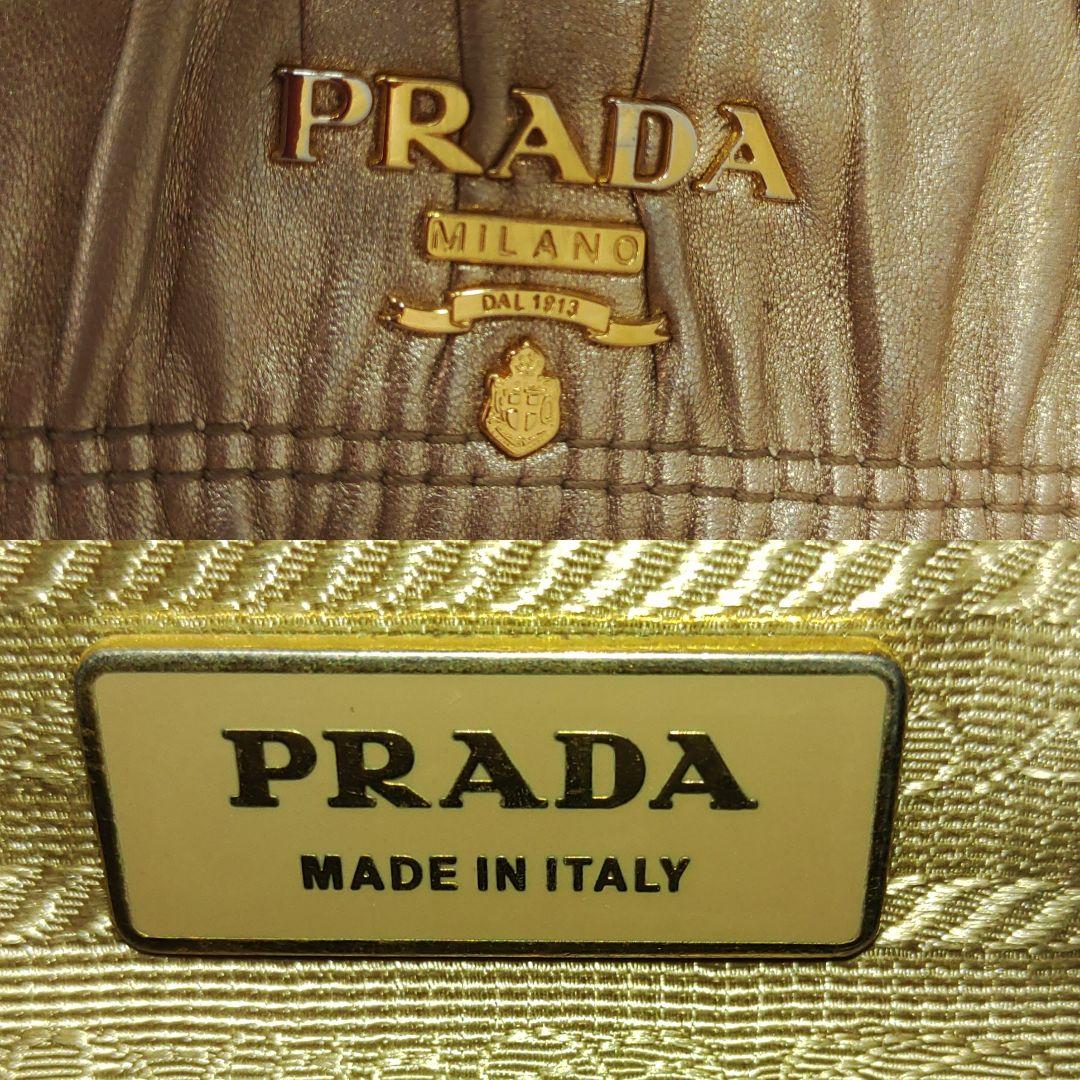 PRADA
MILANO
DAL 1913
PRADA
MADE IN ITALY